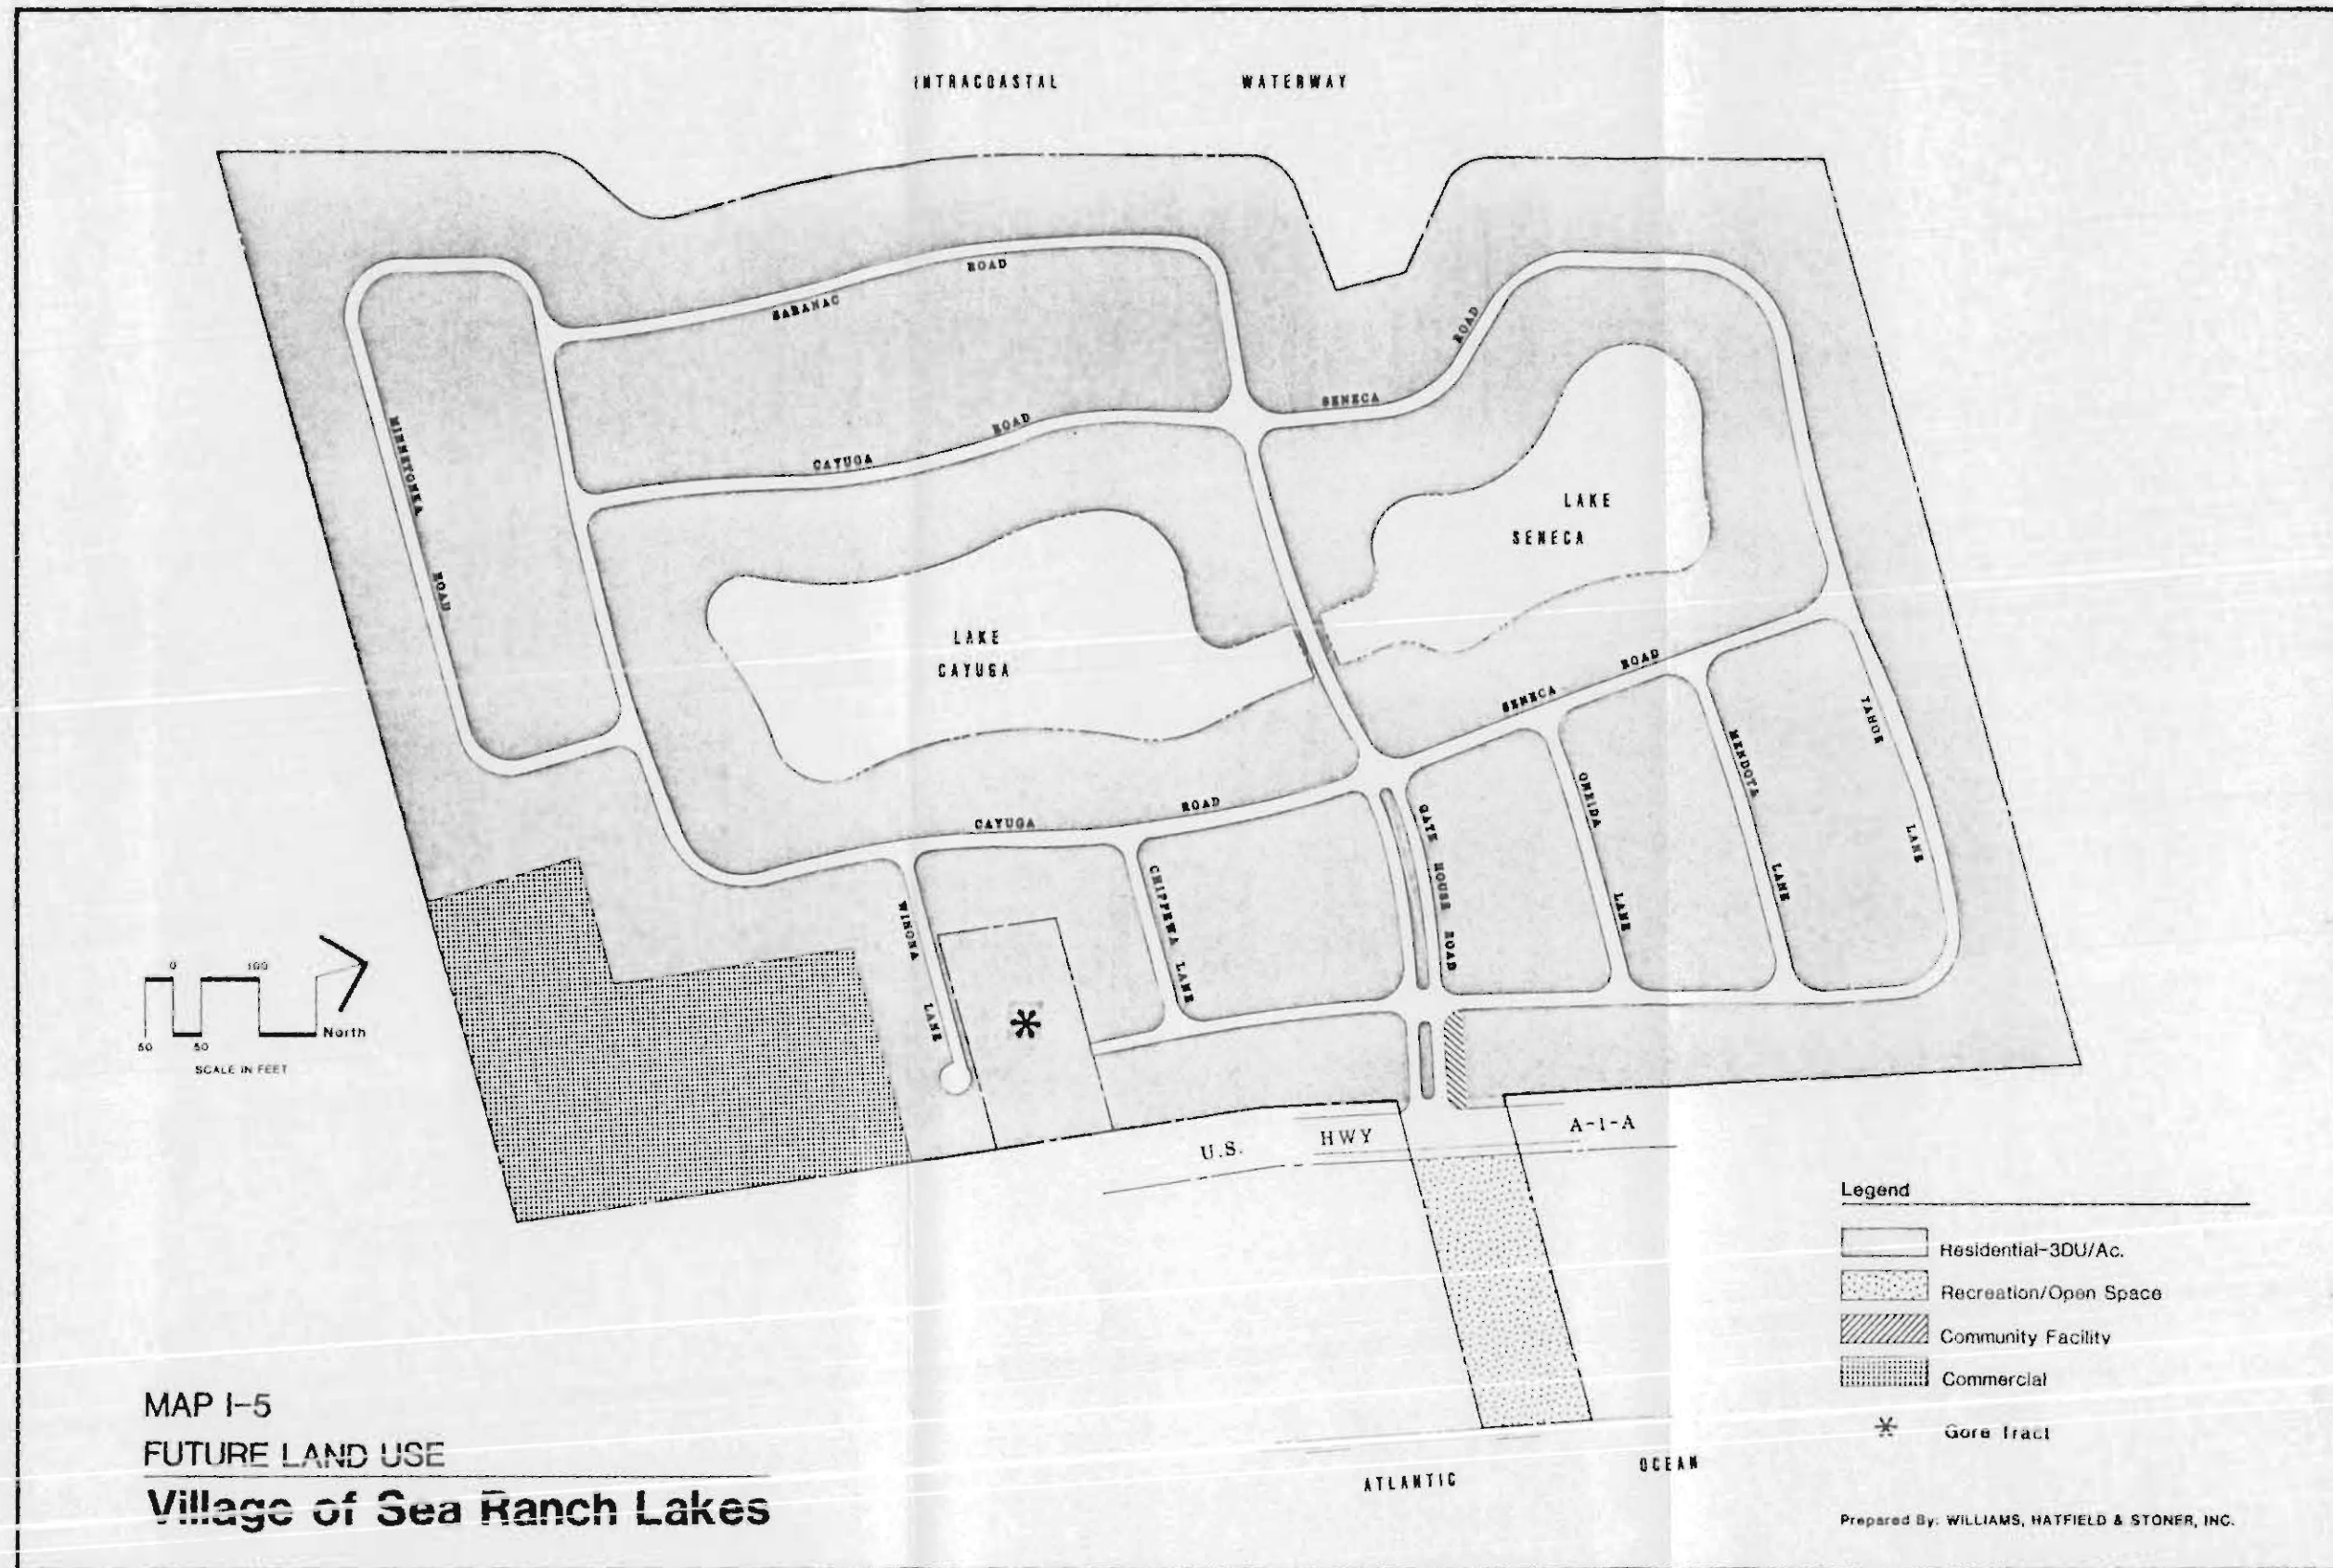 INTRACOASTAL WATERWAY
ROAD
SARANAC
ROAD
SENECA
MINNETONKA
ROAD
CAYUGA
ROAD
LAKE
SENECA
LAKE
CAYUGA
SENECA
ROAD
TAHOE
LANE
MENDOTA
LANE
ONEIDA
LANE
GATE HOUSE ROAD
CAYUGA
ROAD
CHIPPEWA LANE
WINONA
LANE
*
0 100
50 50
North
SCALE IN FEET
U.S. HWY A-1-A
Legend
Residential-3DU/Ac.
Recreation/Open Space
Community Facility
Commercial
* Gore Tract
ATLANTIC OCEAN
MAP I-5
FUTURE LAND USE
Village of Sea Ranch Lakes
Prepared By: WILLIAMS, HATFIELD & STONER, INC.